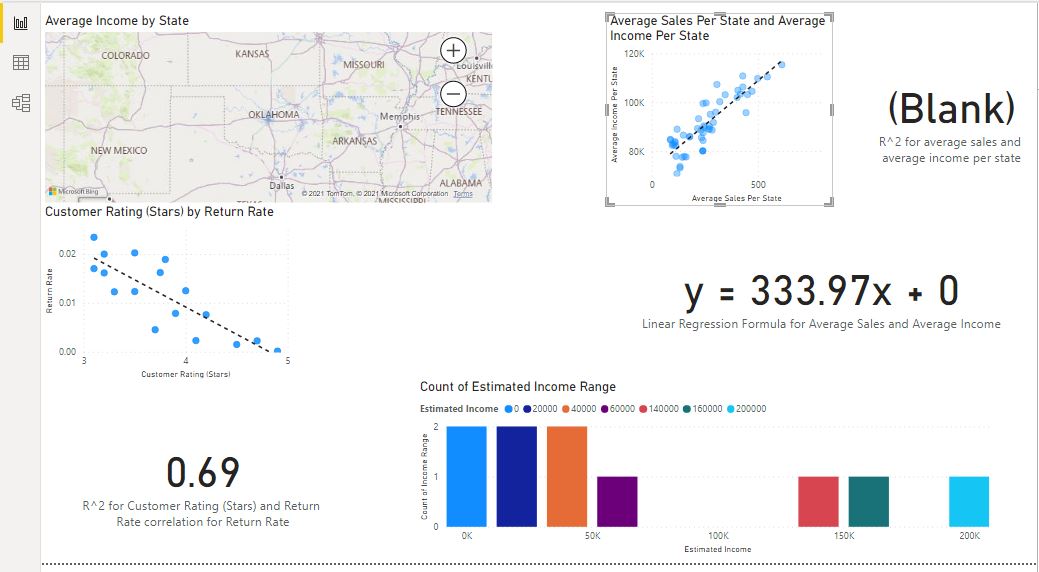 Average Income by State
COLORADO
KANSAS
MISSOURI
KENTU
OKLAHOMA
Memphis
TENNESSEE
NEW MEXICO
ARKANSAS
Dallas
ALABAMA
Microsoft Bing
© 2021 TomTom, © 2021 Microsoft Corporation Terms
Average Sales Per State and Average
Income Per State
Average Income Per State
120K
100K
80K
0 500
Average Sales Per State
(Blank)
R^2 for average sales and
average income per state
Customer Rating (Stars) by Return Rate
Return Rate
0.02
0.01
0.00
3 4 5
Customer Rating (Stars)
y = 333.97x + 0
Linear Regression Formula for Average Sales and Average Income
0.69
R^2 for Customer Rating (Stars) and Return
Rate correlation for Return Rate
Count of Estimated Income Range
Estimated Income 0 20000 40000 60000 140000 160000 200000
Count of Income Range
2
1
0
0K 50K 100K 150K 200K
Estimated Income